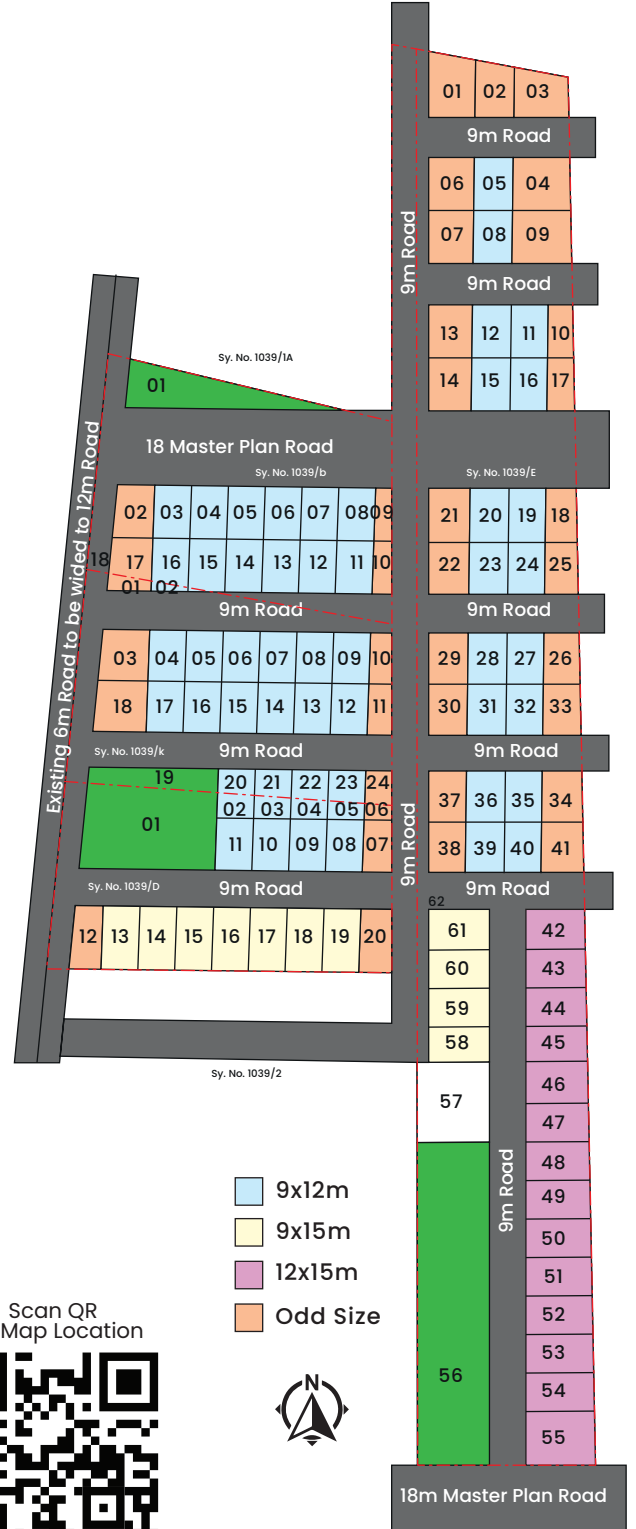 01 02 03
9m Road
06 05 04
07 08 09
9m Road
9m Road
13 12 11 10
14 15 16 17
Sy. No. 1039/1A
01
18 Master Plan Road
Sy. No. 1039/b
Sy. No. 1039/E
Existing 6m Road to be wided to 12m Road
02 03 04 05 06 07 08 09
18 17 16 15 14 13 12 11 10
01 02
21 20 19 18
22 23 24 25
9m Road
9m Road
03 04 05 06 07 08 09 10
18 17 16 15 14 13 12 11
29 28 27 26
30 31 32 33
Sy. No. 1039/k
9m Road
9m Road
19 20 21 22 23 24
01 02 03 04 05 06
11 10 09 08 07
9m Road
37 36 35 34
38 39 40 41
Sy. No. 1039/D
9m Road
9m Road
12 13 14 15 16 17 18 19 20
62
61
60
59
58
57
56
42
43
44
45
46
47
48
49
50
51
52
53
54
55
9m Road
Sy. No. 1039/2
9x12m
9x15m
12x15m
Odd Size
Scan QR
Map Location
N
18m Master Plan Road